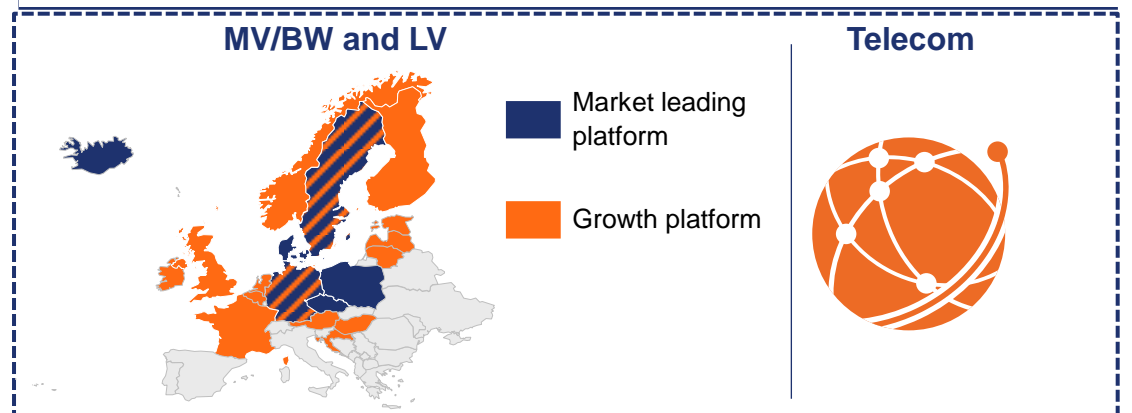 MV/BW and LV
Telecom
Market leading
platform
Growth platform